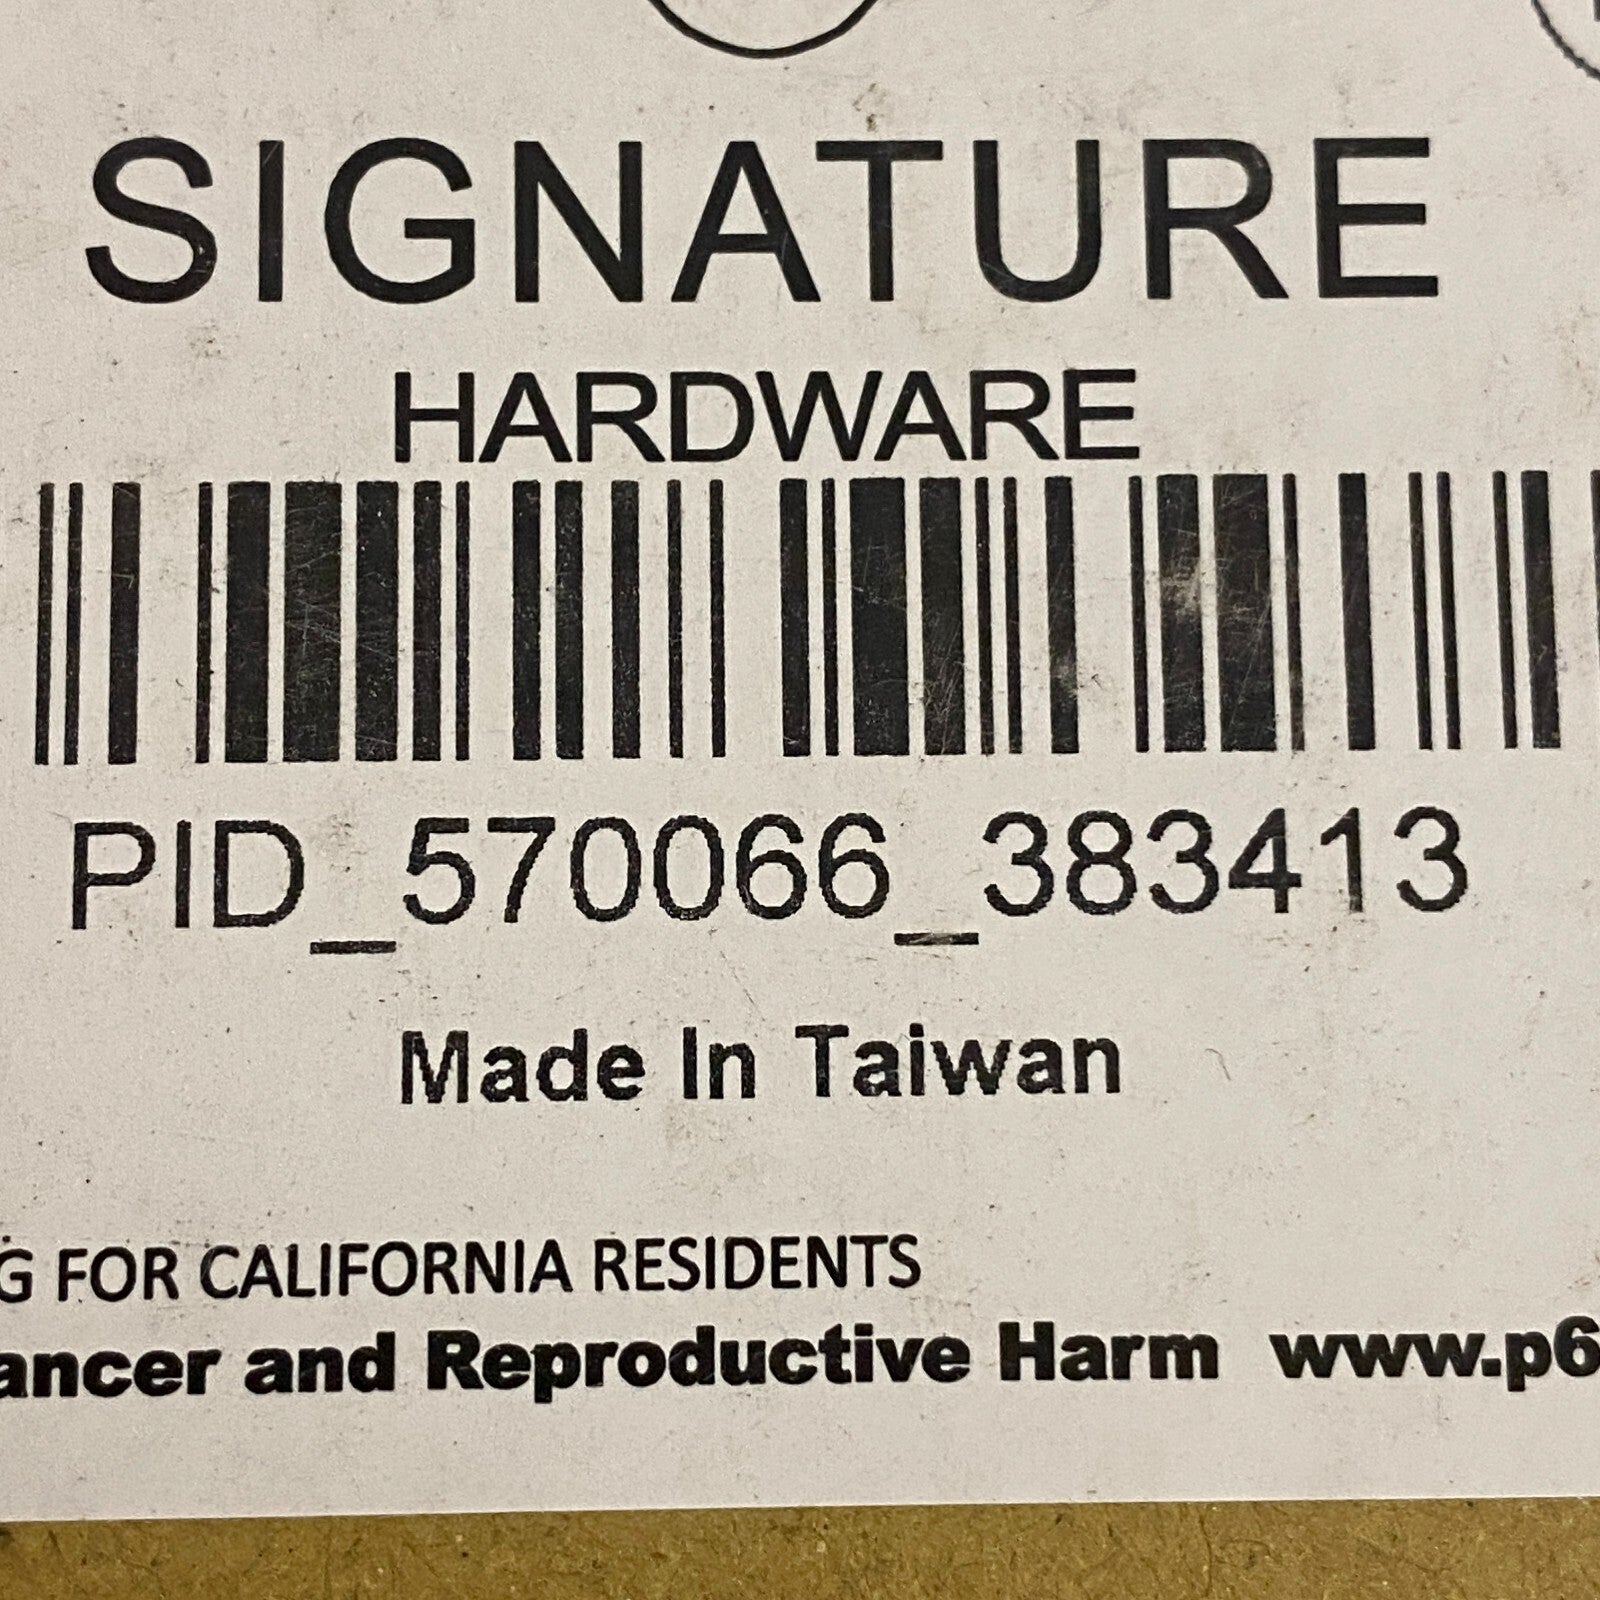 SIGNATURE
HARDWARE
PID_570066_383413
Made In Taiwan
G FOR CALIFORNIA RESIDENTS
ancer and Reproductive Harm www.p6